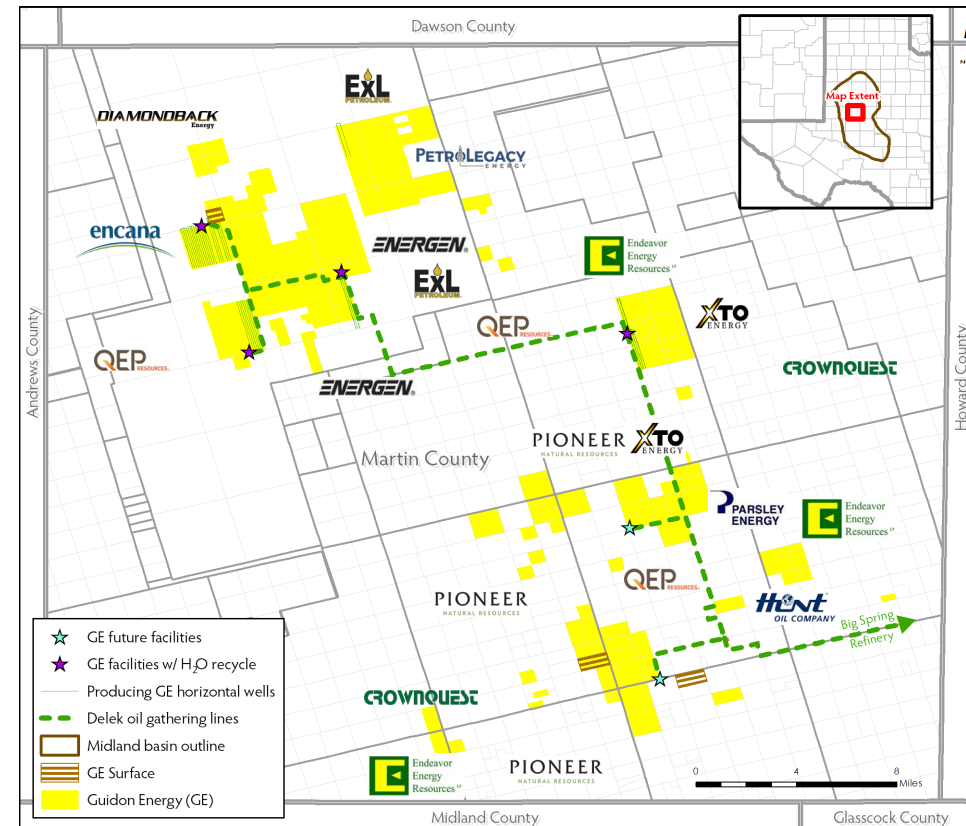 Dawson County
Map Extent
DIAMONDBACK
Energy
EXL
PETROLEUM
PETROLEGACY
ENERGY
encana
ENERGEN
EXL
PETROLEUM
Endeavor
Energy
Resources LP
QEP
RESOURCES
XTO
ENERGY
QEP
RESOURCES
ENERGEN
CROWNQUEST
Andrews County
Howard County
Martin County
PIONEER
NATURAL RESOURCES
XTO
ENERGY
PARSLEY
ENERGY
Endeavor
Energy
Resources LP
QEP
RESOURCES
PIONEER
NATURAL RESOURCES
Hunt
OIL COMPANY
Big Spring
Refinery
CROWNQUEST
Endeavor
Energy
Resources LP
PIONEER
NATURAL RESOURCES
GE future facilities
GE facilities w/ H₂O recycle
Producing GE horizontal wells
Delek oil gathering lines
Midland basin outline
GE Surface
Guidon Energy (GE)
0 4 8
Miles
Midland County
Glasscock County